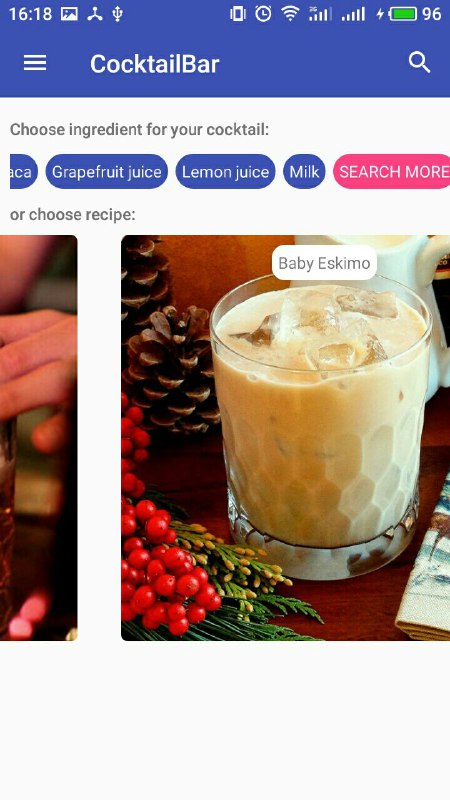 16:18 2G 96
CocktailBar
Choose ingredient for your cocktail:
aca Grapefruit juice Lemon juice Milk SEARCH MORE
or choose recipe:
Baby Eskimo